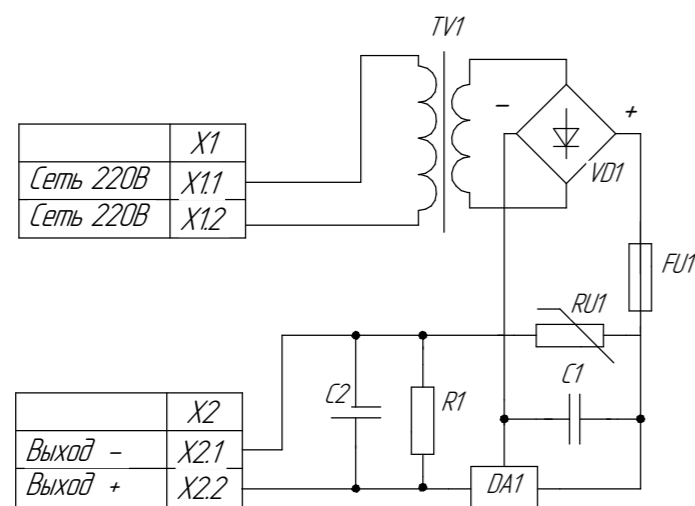 TV1
- +
VD1
X1
Сеть 220В X1.1
Сеть 220В X1.2
FU1
RU1
C1
C2
R1
X2
Выход - X2.1
Выход + X2.2
DA1